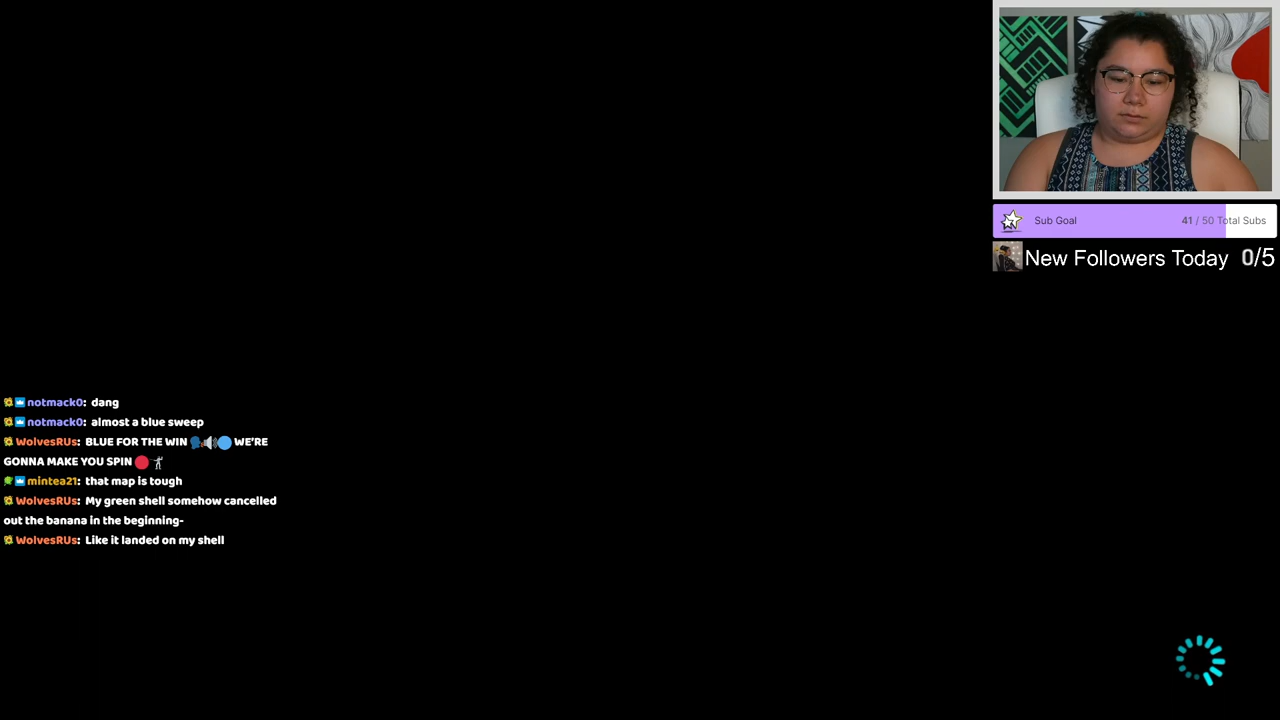 Sub Goal 41 / 50 Total Subs
New Followers Today 0/5
notmack0: dang
notmack0: almost a blue sweep
WolvesRUs: BLUE FOR THE WIN 🗣️🔊🔵 WE'RE
GONNA MAKE YOU SPIN 🔴🕺
mintea21: that map is tough
WolvesRUs: My green shell somehow cancelled
out the banana in the beginning-
WolvesRUs: Like it landed on my shell